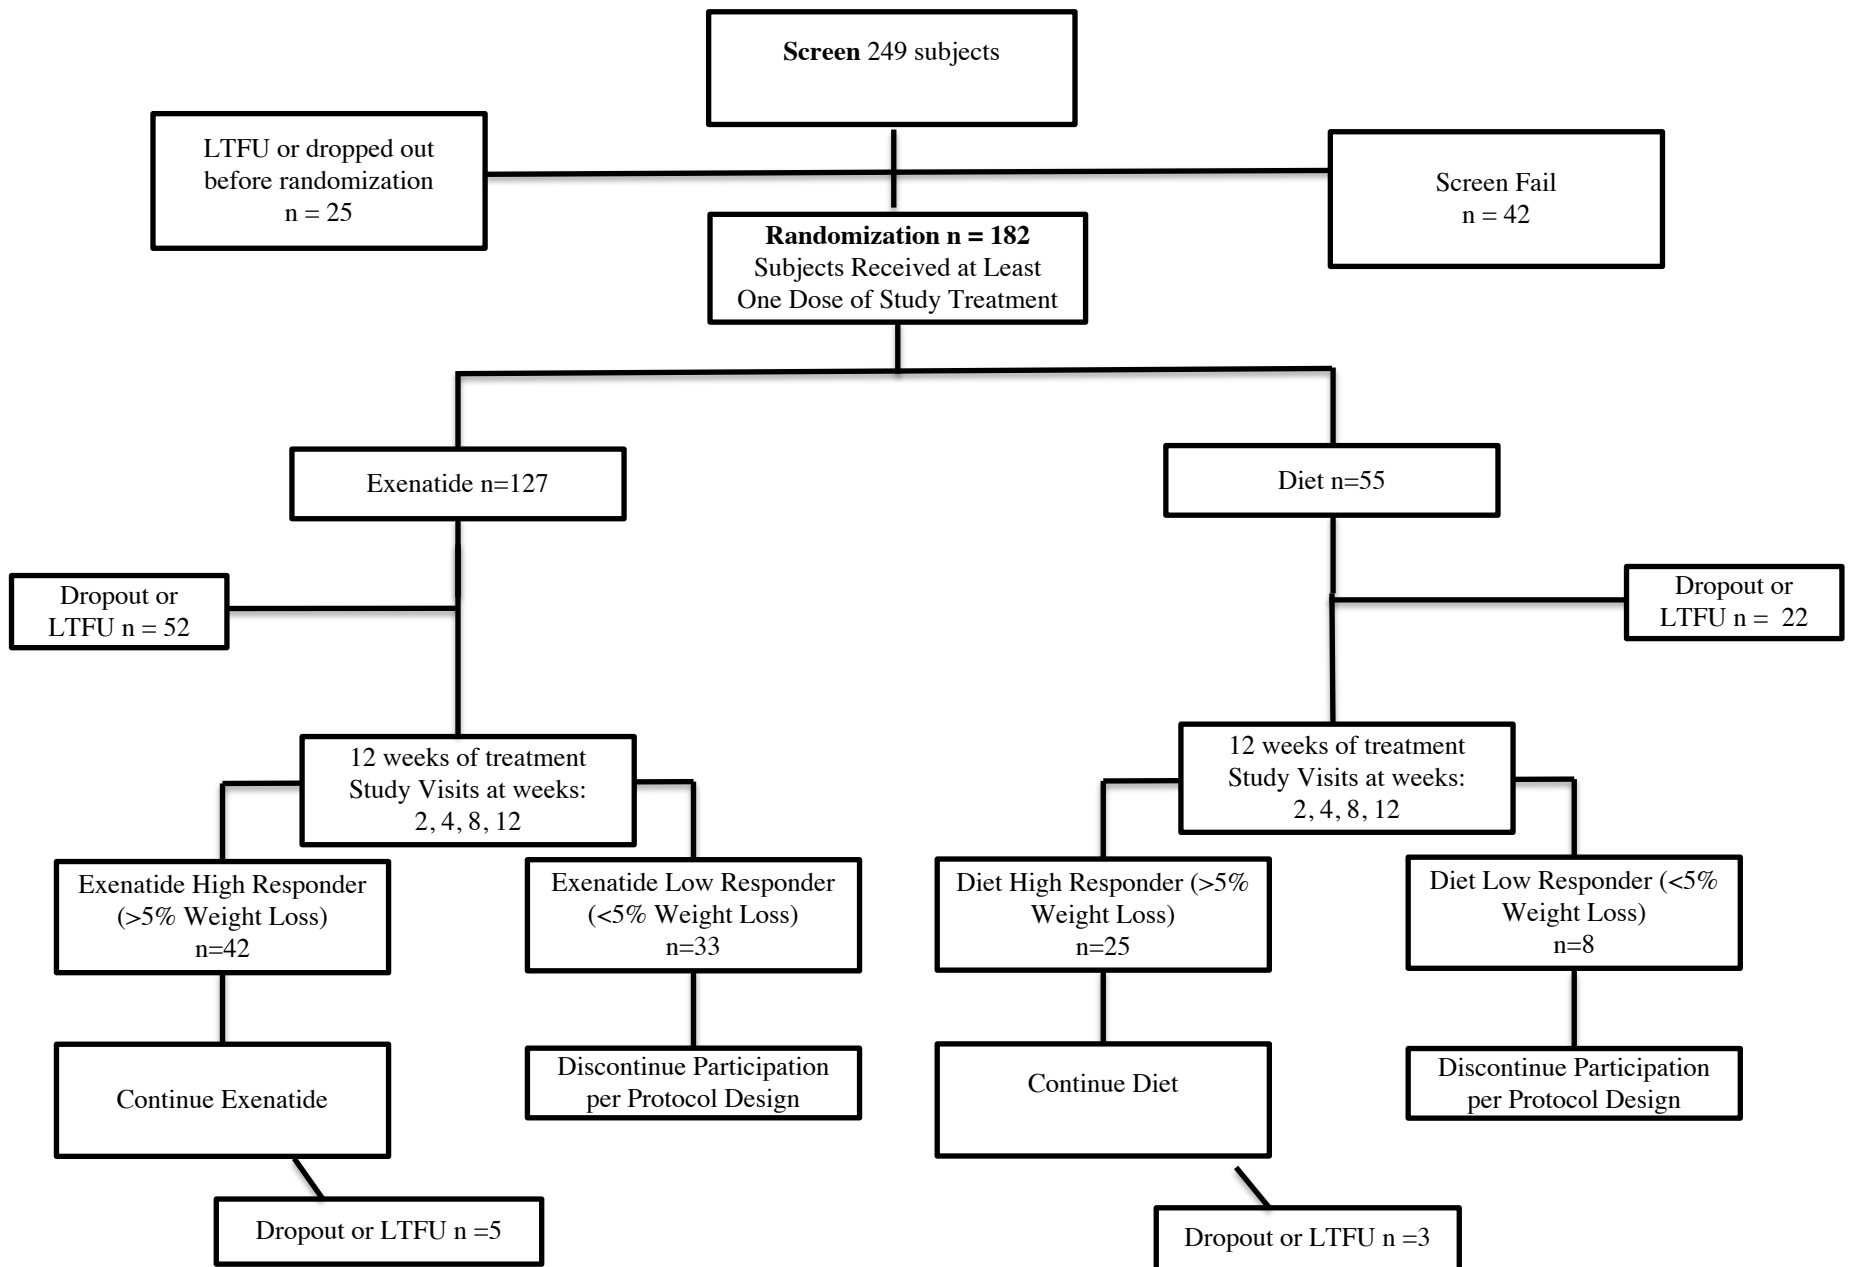 Screen 249 subjects
LTFU or dropped out
before randomization
n = 25
Screen Fail
n = 42
Randomization n = 182
Subjects Received at Least
One Dose of Study Treatment
Exenatide n=127
Diet n=55
Dropout or
LTFU n = 52
Dropout or
LTFU n =  22
12 weeks of treatment
Study Visits at weeks:
2, 4, 8, 12
12 weeks of treatment
Study Visits at weeks:
2, 4, 8, 12
Exenatide High Responder
(>5% Weight Loss)
n=42
Exenatide Low Responder
(<5% Weight Loss)
n=33
Diet High Responder (>5%
Weight Loss)
n=25
Diet Low Responder (<5%
Weight Loss)
n=8
Continue Exenatide
Discontinue Participation
per Protocol Design
Continue Diet
Discontinue Participation
per Protocol Design
Dropout or LTFU n =5
Dropout or LTFU n =3